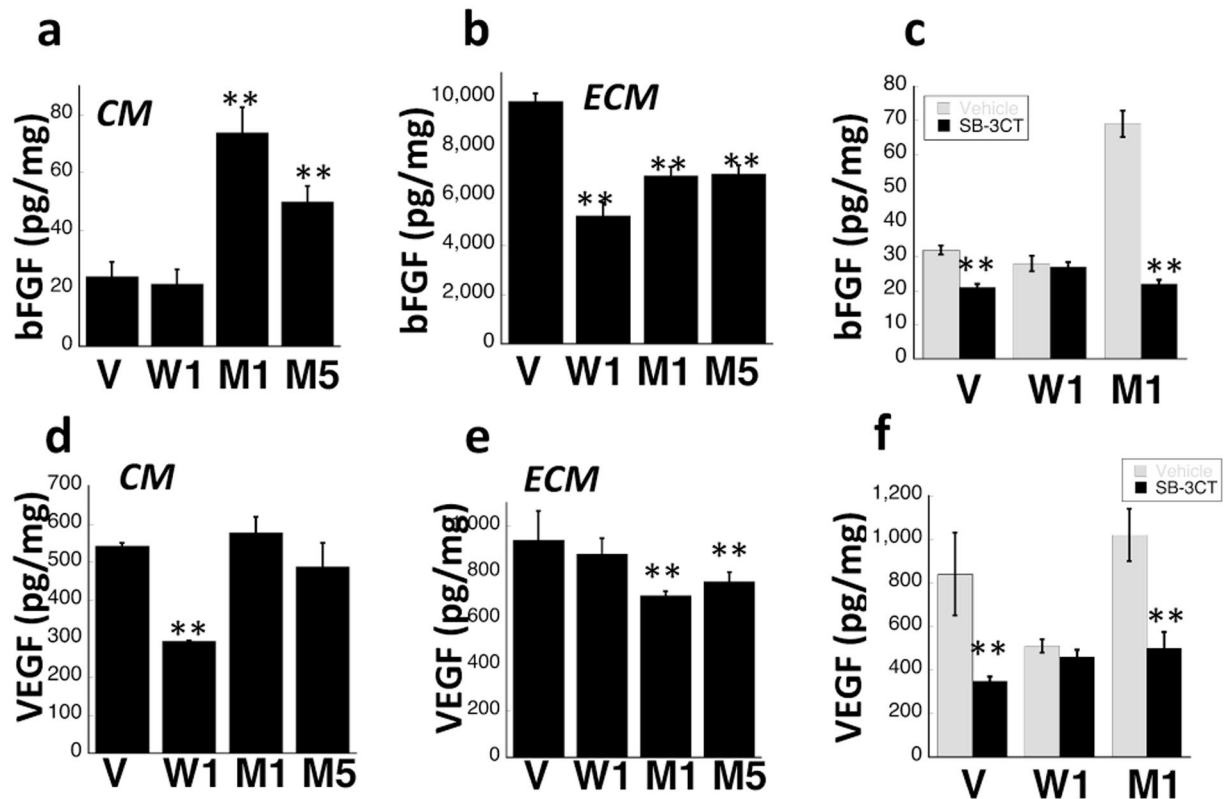 a
CM
bFGF (pg/mg)
80
60
40
20
0
**
**
V W1 M1 M5
b
ECM
bFGF (pg/mg)
10,000
8,000
6,000
4,000
2,000
0
**
**
**
V W1 M1 M5
c
Vehicle
SB-3CT
bFGF (pg/mg)
80
70
60
50
40
30
20
10
0
**
**
V W1 M1
d
CM
VEGF (pg/mg)
700
600
500
400
300
200
100
0
**
V W1 M1 M5
e
ECM
VEGF (pg/mg)
800
600
400
200
0
**
**
V W1 M1 M5
f
Vehicle
SB-3CT
VEGF (pg/mg)
1,200
1,000
800
600
400
200
0
**
**
V W1 M1